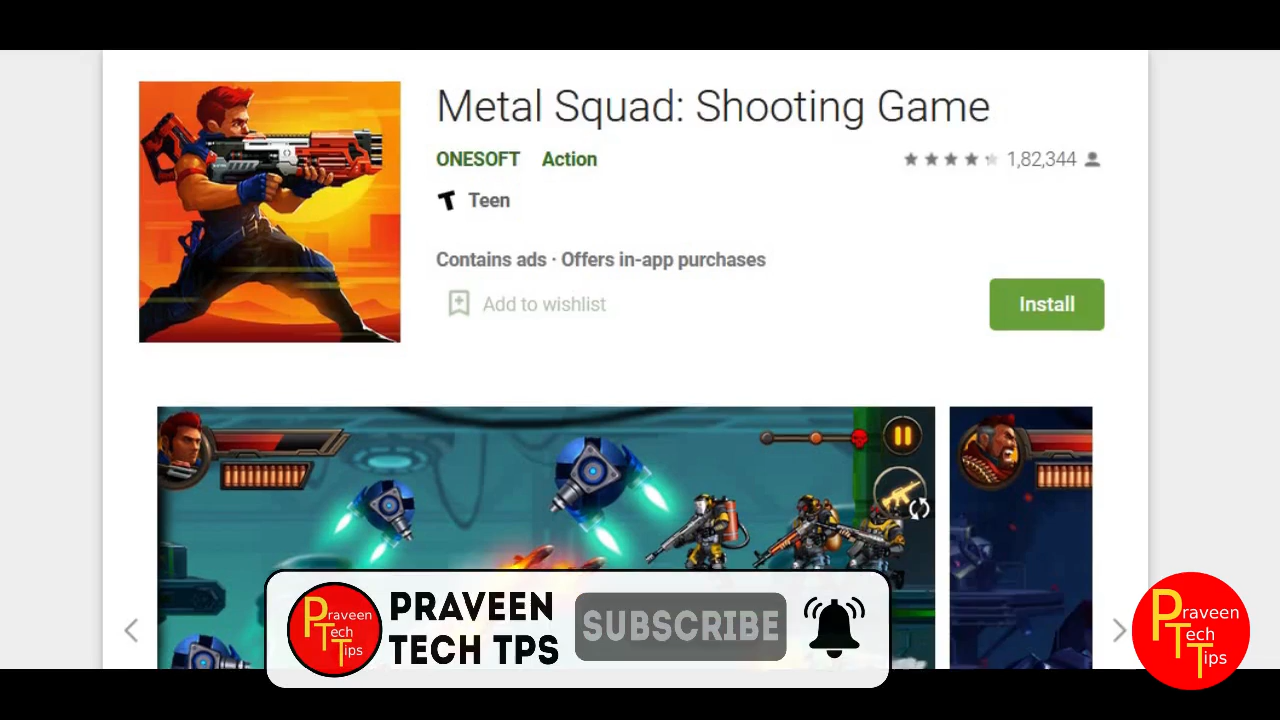 Metal Squad: Shooting Game
ONESOFT Action
1,82,344
Teen
Contains ads · Offers in-app purchases
Add to wishlist
Install
Praveen
Tech
Tips
PRAVEEN
TECH TPS
SUBSCRIBE
Praveen
Tech
Tips